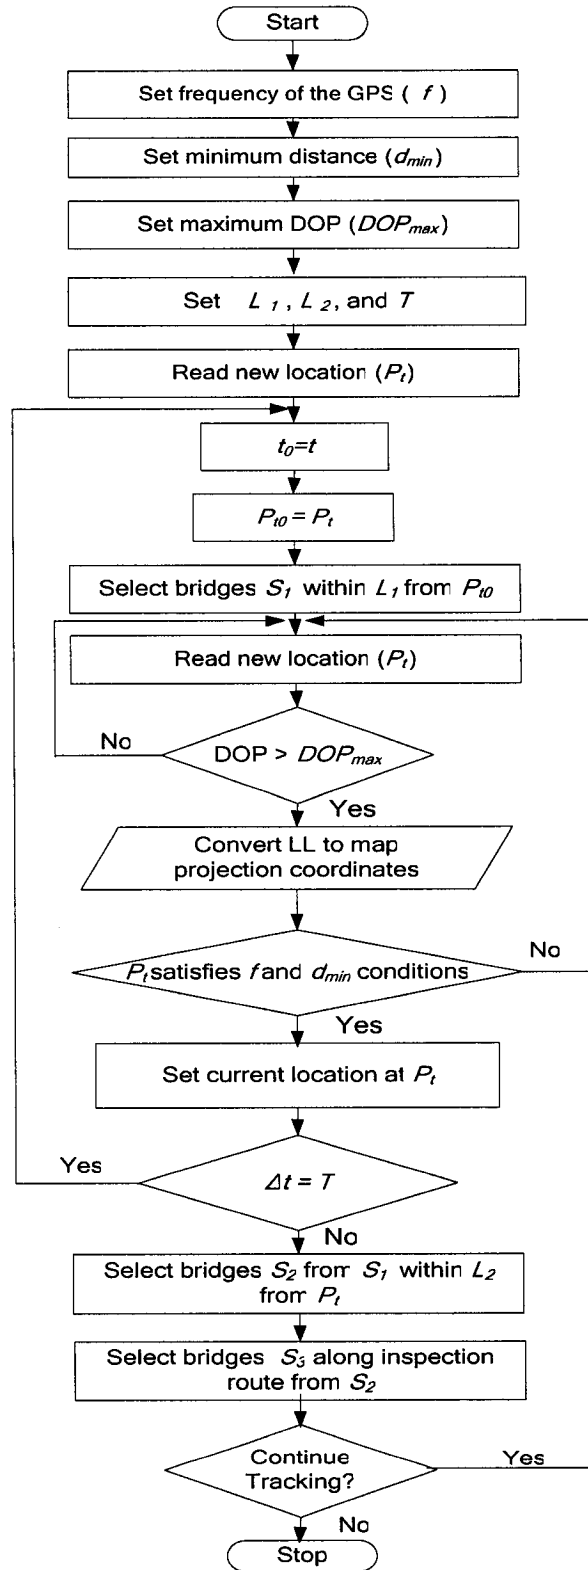 Start
Set frequency of the GPS ( f )
Set minimum distance (dmin)
Set maximum DOP (DOPmax)
Set L 1 , L 2, and T
Read new location (Pt)
t0=t
Pt0 = Pt
Select bridges S1 within L1 from Pt0
Read new location (Pt)
No
DOP > DOPmax
Yes
Convert LL to map
projection coordinates
No
Pt satisfies f and dmin conditions
Yes
Set current location at Pt
Yes
Δt = T
No
Select bridges S2 from S1 within L2
from Pt
Select bridges S3 along inspection
route from S2
Continue
Tracking?
Yes
No
Stop